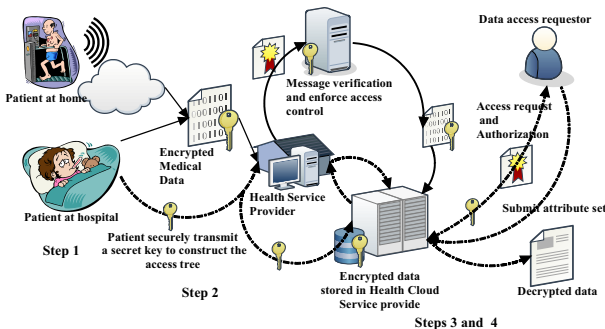 Data access requestor
Patient at home
Message verification
and enforce access
control
Access request
and
Authorization
Encrypted
Medical
Data
Health Service
Provider
Patient at hospital
Submit attribute set
Step 1
Patient securely transmit
a secret key to construct the
access tree
Step 2
Encrypted data
stored in Health Cloud
Service provide
Decrypted data
Steps 3 and 4